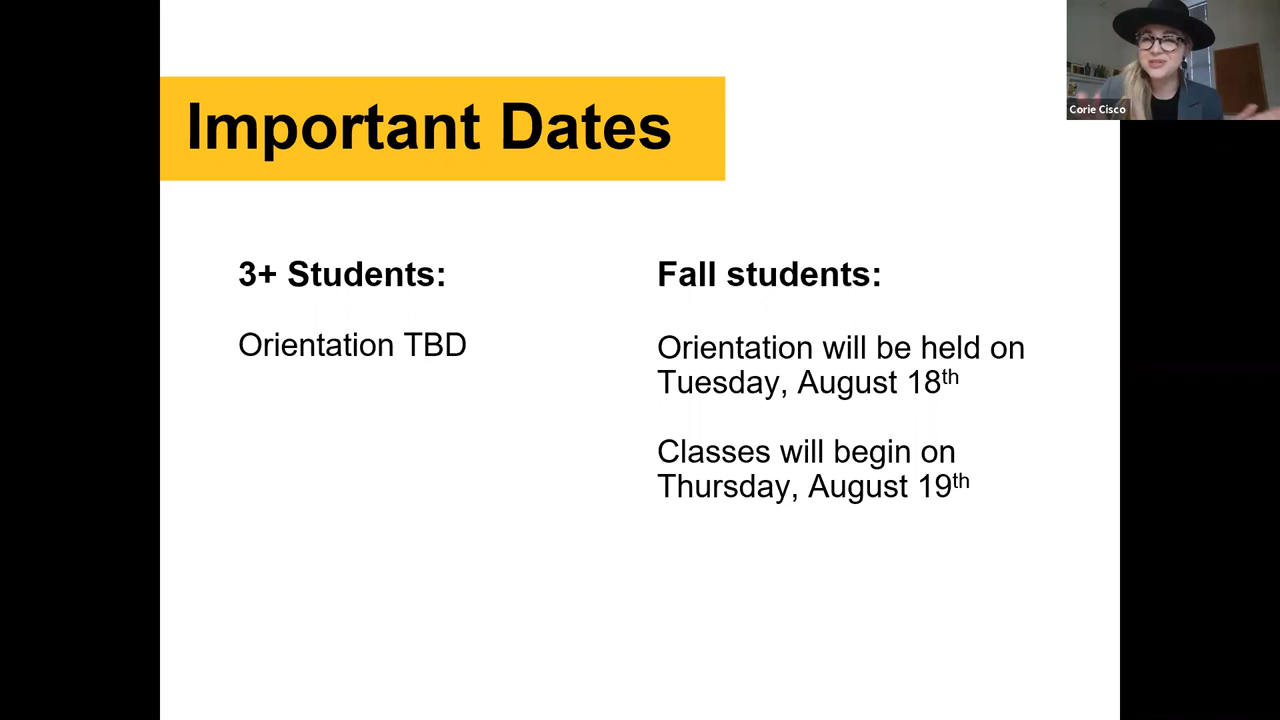 Important Dates
Corie Cisco
3+ Students:
Orientation TBD
Fall students:
Orientation will be held on
Tuesday, August 18th
Classes will begin on
Thursday, August 19th